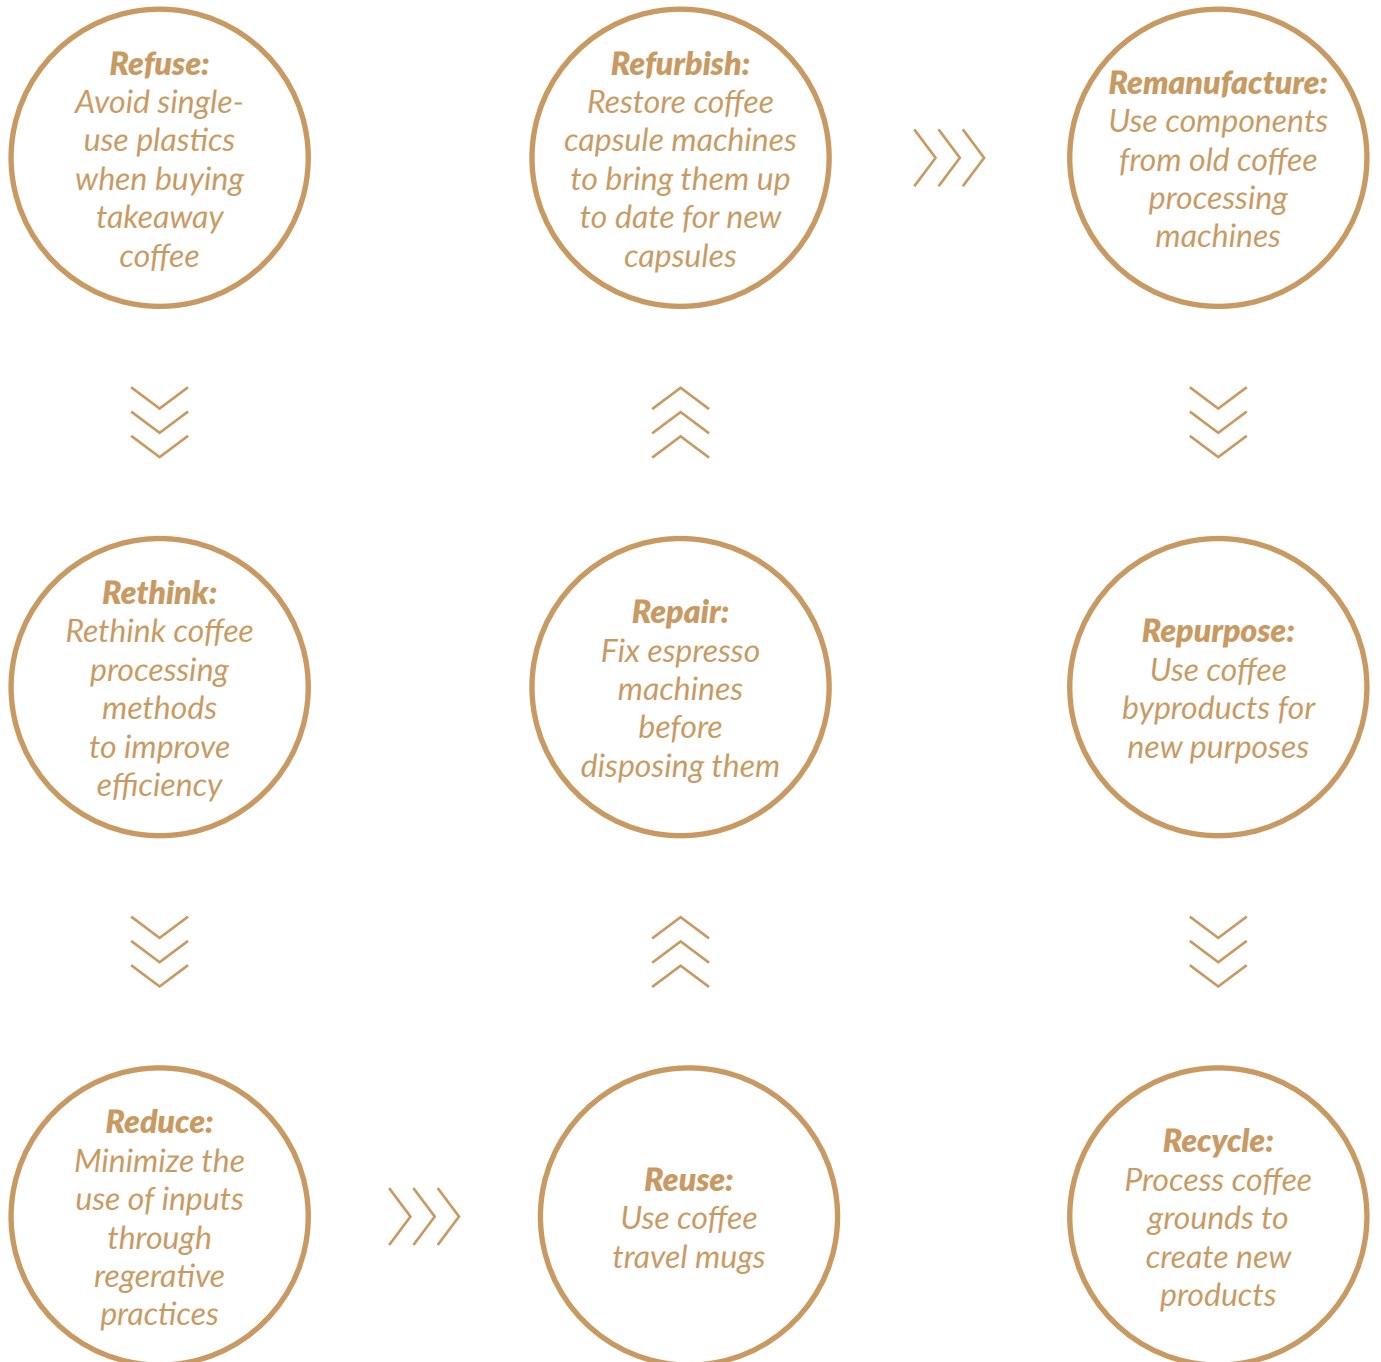 Refuse:
Avoid single-
use plastics
when buying
takeaway
coffee
Rethink:
Rethink coffee
processing
methods
to improve
efficiency
Reduce:
Minimize the
use of inputs
through
regerative
practices
Reuse:
Use coffee
travel mugs
Repair:
Fix espresso
machines
before
disposing them
Refurbish:
Restore coffee
capsule machines
to bring them up
to date for new
capsules
Remanufacture:
Use components
from old coffee
processing
machines
Repurpose:
Use coffee
byproducts for
new purposes
Recycle:
Process coffee
grounds to
create new
products